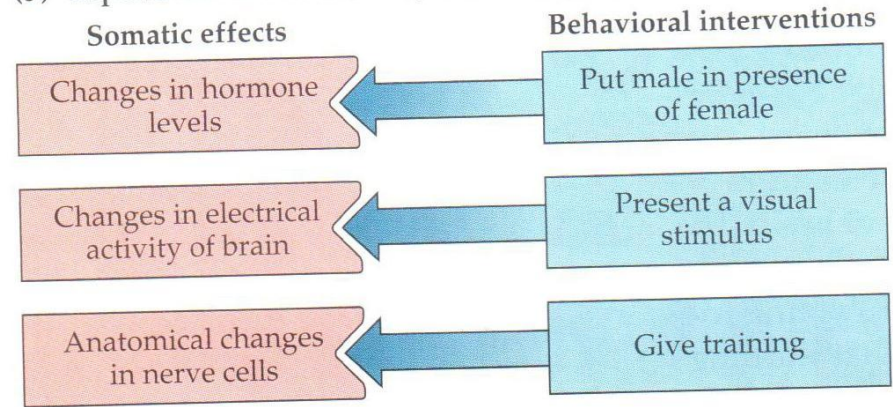 Somatic effects
Behavioral interventions
Changes in hormone
levels
Put male in presence
of female
Changes in electrical
activity of brain
Present a visual
stimulus
Anatomical changes
in nerve cells
Give training